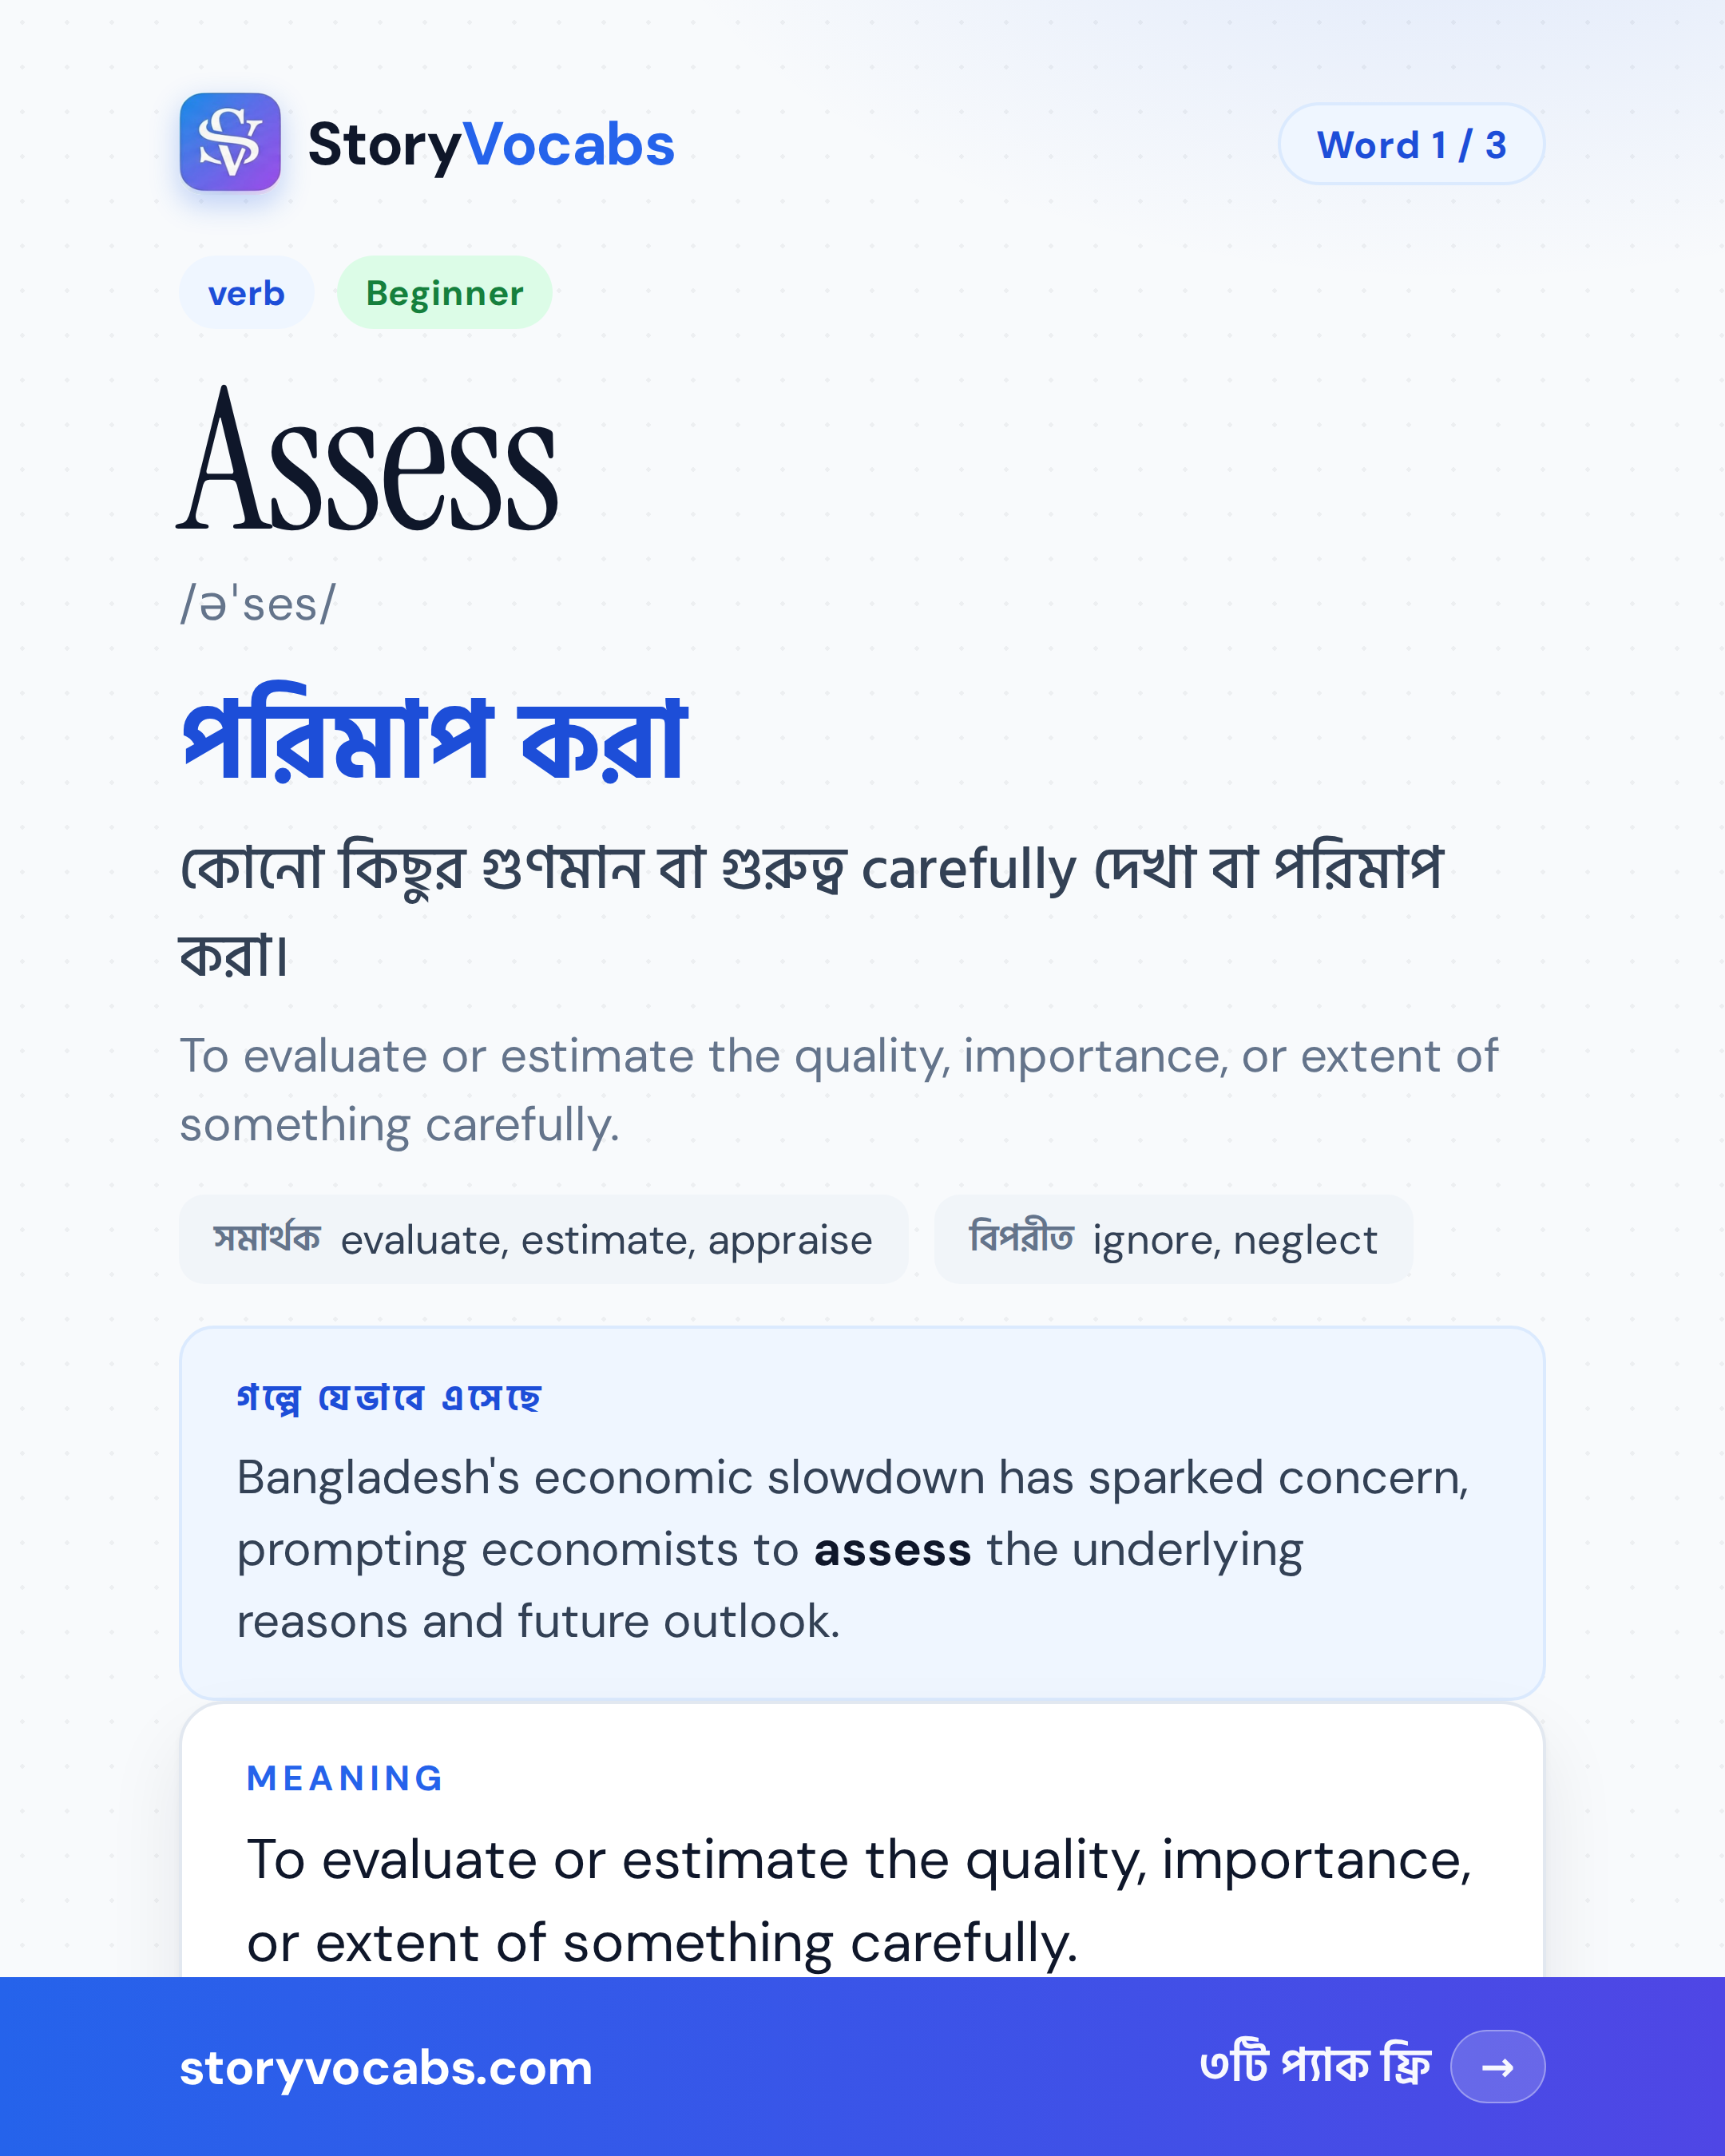 StoryVocabs
Word 1 / 3
verb
Beginner
Assess
/əˈses/
পরিমাপ করা
কোনো কিছুর গুণমান বা গুরুত্ব carefully দেখা বা পরিমাপ
করা।
To evaluate or estimate the quality, importance, or extent of
something carefully.
সমার্থক evaluate, estimate, appraise
বিপরীত ignore, neglect
গল্পে যেভাবে এসেছে
Bangladesh's economic slowdown has sparked concern,
prompting economists to assess the underlying
reasons and future outlook.
MEANING
To evaluate or estimate the quality, importance,
or extent of something carefully.
storyvocabs.com
৩টি প্যাক ফ্রি →